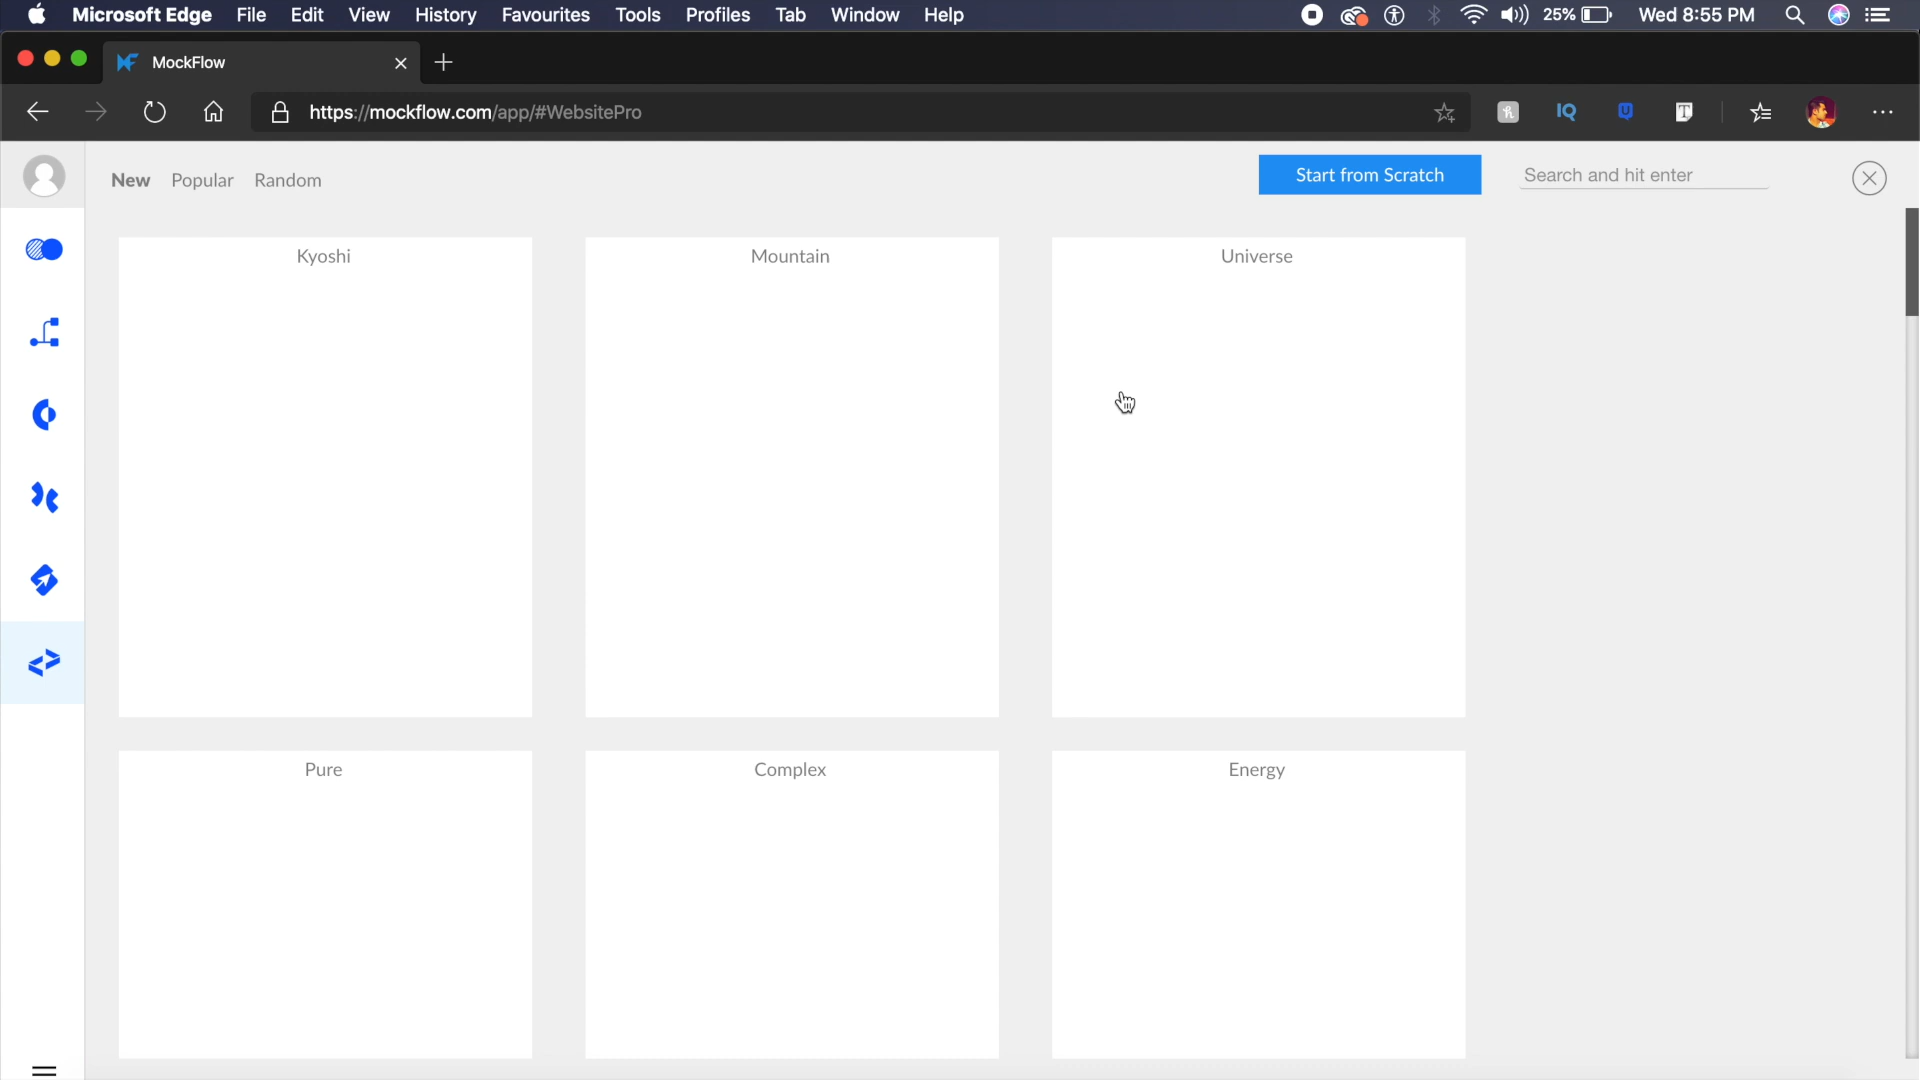 Microsoft Edge File Edit View History Favourites Tools Profiles Tab Window Help 25% Wed 8:55 PM
MockFlow
https://mockflow.com/app/#WebsitePro
New Popular Random Start from Scratch Search and hit enter
Kyoshi Mountain Universe
Pure Complex Energy